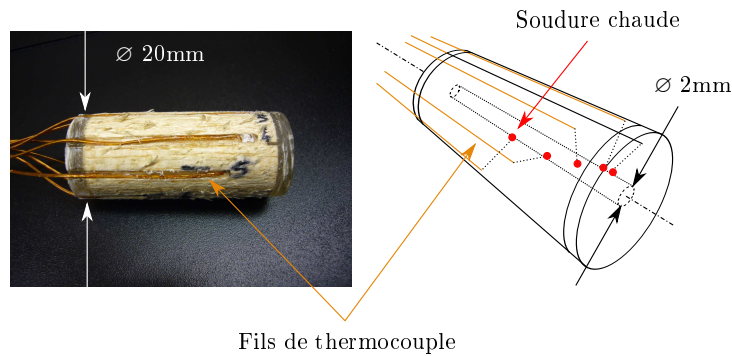 Soudure chaude
∅ 20mm
∅ 2mm
Fils de thermocouple